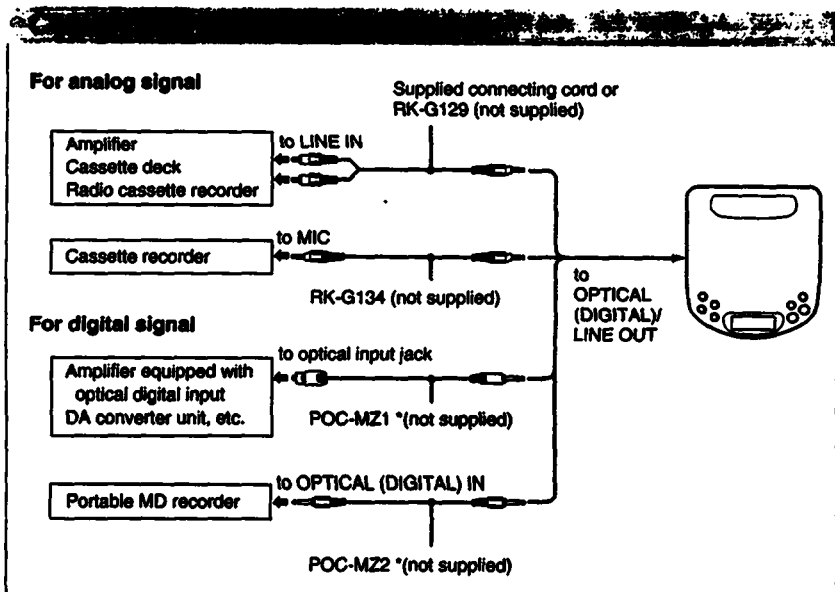 For analog signal
Supplied connecting cord or
RK-G129 (not supplied)
Amplifier
Cassette deck
Radio cassette recorder
to LINE IN
Cassette recorder
to MIC
RK-G134 (not supplied)
to
OPTICAL
(DIGITAL)/
LINE OUT
For digital signal
Amplifier equipped with
optical digital input
DA converter unit, etc.
to optical input jack
POC-MZ1 *(not supplied)
Portable MD recorder
to OPTICAL (DIGITAL) IN
POC-MZ2 *(not supplied)